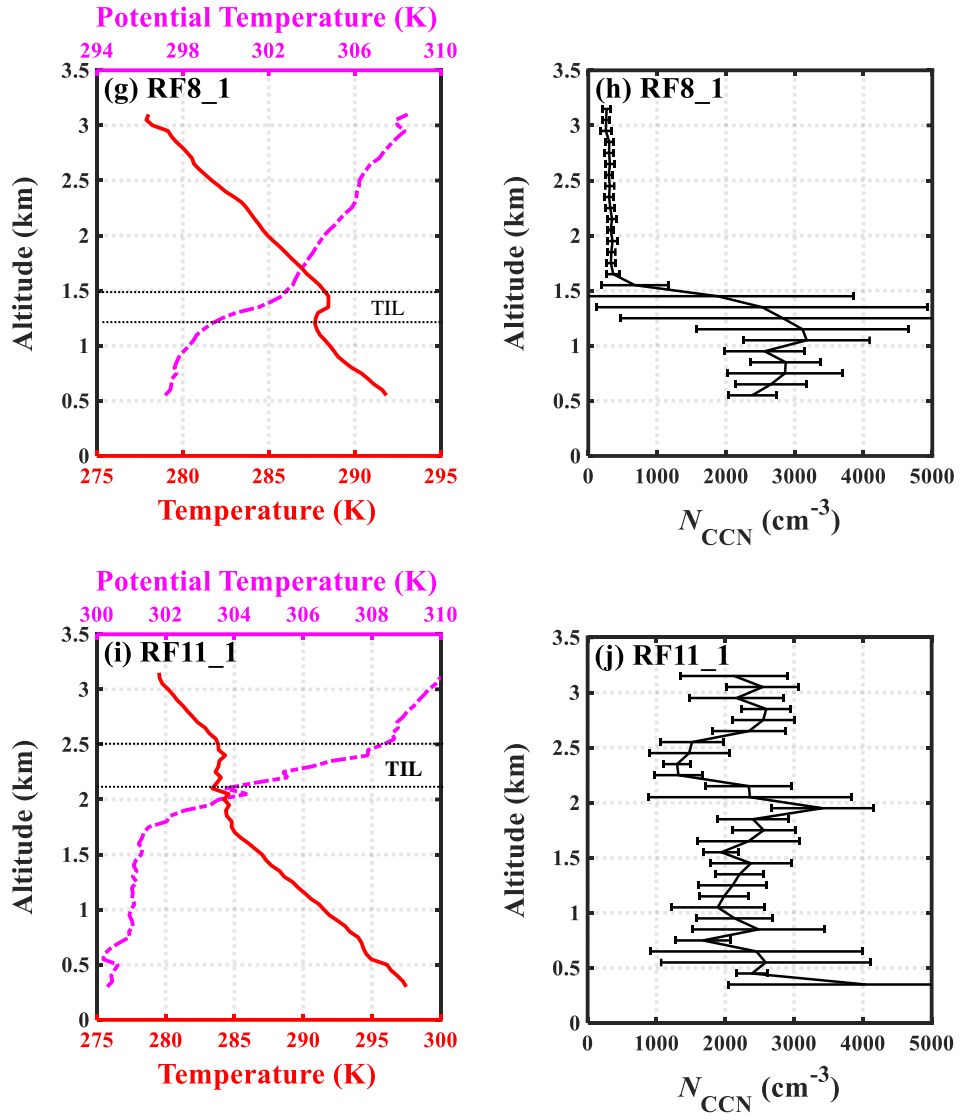 Potential Temperature (K)
294 298 302 306 310
(g) RF8_1
3.5
3
2.5
2
1.5
1
0.5
0
Altitude (km)
TIL
275 280 285 290 295
Temperature (K)
(h) RF8_1
3.5
3
2.5
2
1.5
1
0.5
0
Altitude (km)
0 1000 2000 3000 4000 5000
NCCN (cm-3)
Potential Temperature (K)
300 302 304 306 308 310
(i) RF11_1
3.5
3
2.5
2
1.5
1
0.5
0
Altitude (km)
TIL
275 280 285 290 295 300
Temperature (K)
(j) RF11_1
3.5
3
2.5
2
1.5
1
0.5
0
Altitude (km)
0 1000 2000 3000 4000 5000
NCCN (cm-3)